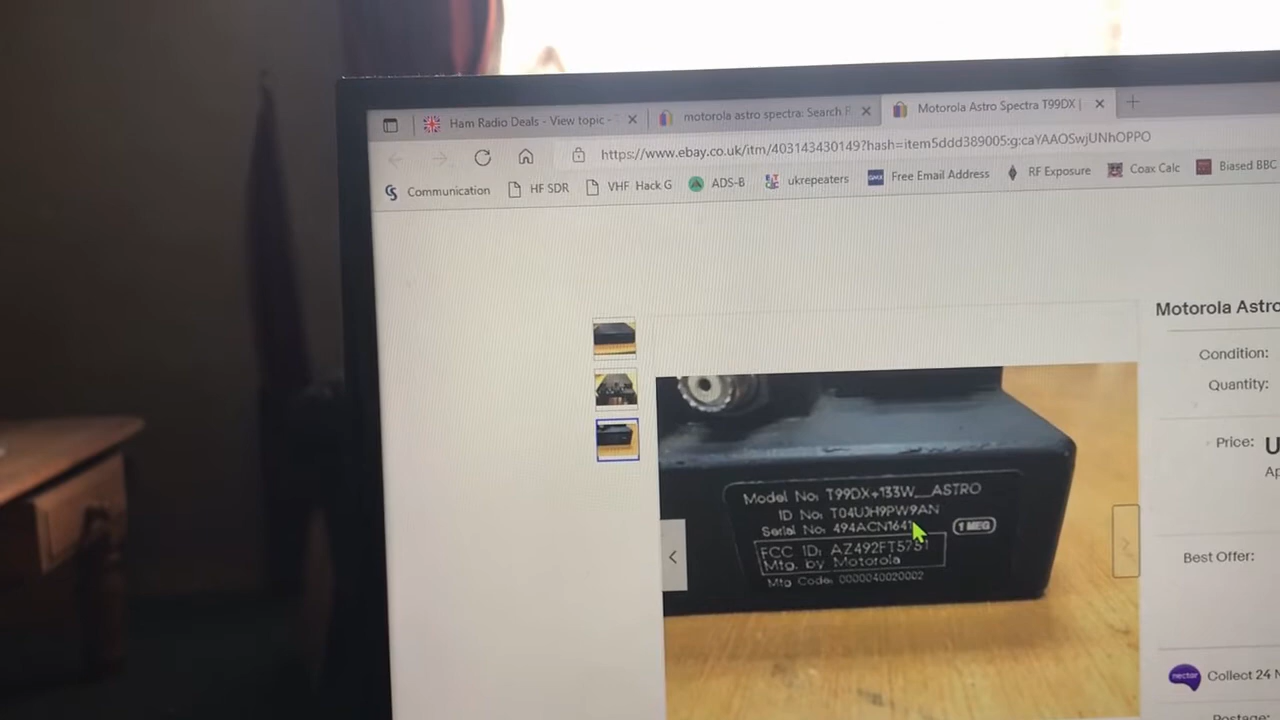 Ham Radio Deals - View topic -
motorola astro spectra: Search
Motorola Astro Spectra T99DX |
https://www.ebay.co.uk/itm/403143430149?hash=item5ddd389005:g:caYAAOSwjUNhOPPO
Communication
HF SDR
VHF Hack G
ADS-B
ukrepeaters
Free Email Address
RF Exposure
Coax Calc
Biased BBC
Motorola Astro
Condition:
Quantity:
Price: U
Best Offer:
nectar Collect 24 N
Postage:
Model No: T99DX+133W__ASTRO
ID No: T04UJH9PW9AN
Serial No: 494ACN1641
1 MEG
FCC ID: AZ492FT5751
Mfg. by Motorola
Mfg Code: 0000040020002